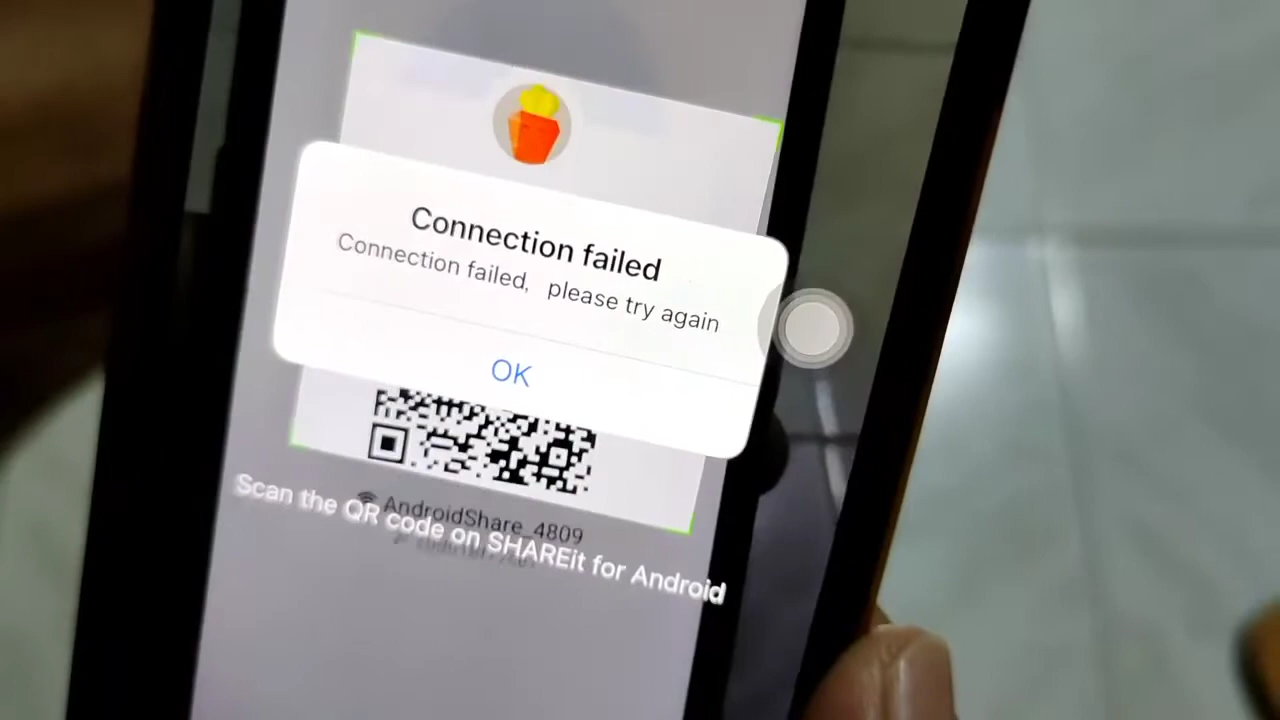 Connection failed
Connection failed, please try again
OK
AndroidShare_4809
Scan the QR code on SHAREit for Android